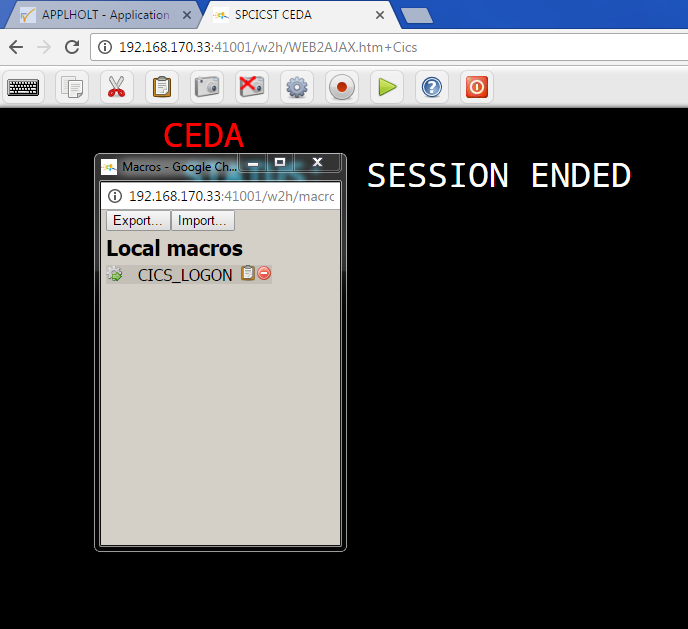 APPLHOLT - Application
SPCICST CEDA
192.168.170.33:41001/w2h/WEB2AJAX.htm+Cics
CEDA
STATUS:
SESSION ENDED
Macros - Google Ch...
192.168.170.33:41001/w2h/macrc
Export...
Import...
Local macros
CICS_LOGON